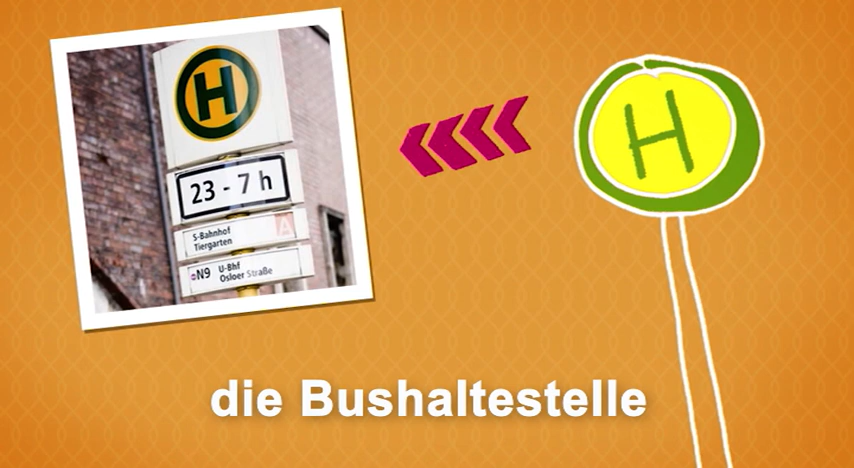 H
23 - 7 h
S-Bahnhof
Tiergarten
A
N9 U-Bhf
Osloer Straße
H
die Bushaltestelle